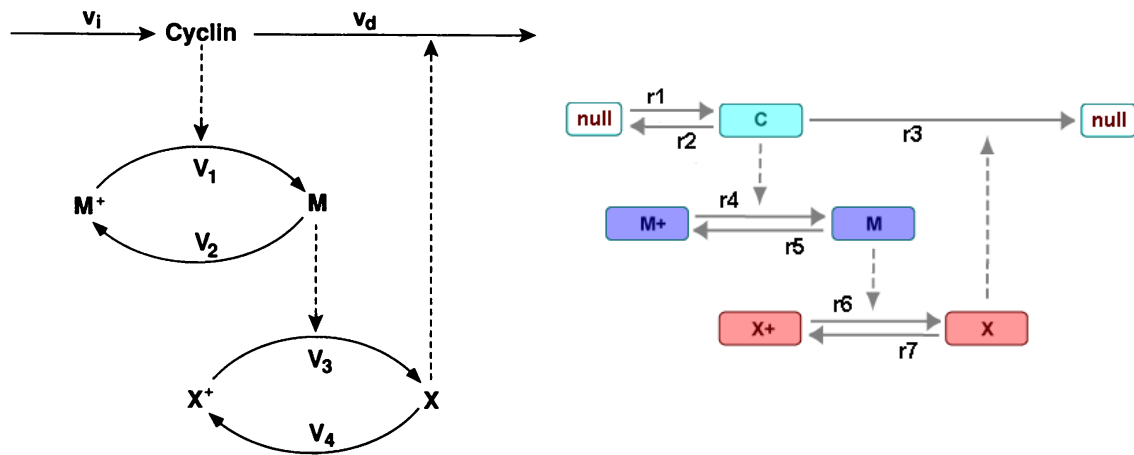 vi Cyclin vd
V1
M+ M
V2
V3
X+ X
V4
r1
null C null
r2 r3
r4
M+ M
r5
r6
X+ X
r7